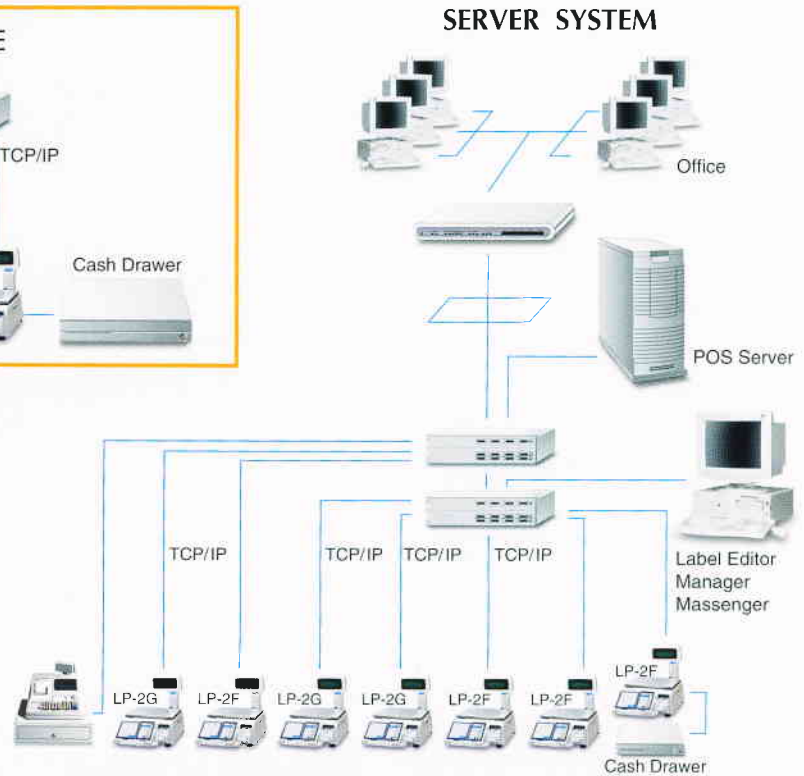 SERVER SYSTEM
E
TCP/IP
Cash Drawer
Office
POS Server
TCP/IP
TCP/IP
TCP/IP
TCP/IP
Label Editor
Manager
Massenger
LP-2G
LP-2F
LP-2G
LP-2G
LP-2F
LP-2F
LP-2F
Cash Drawer